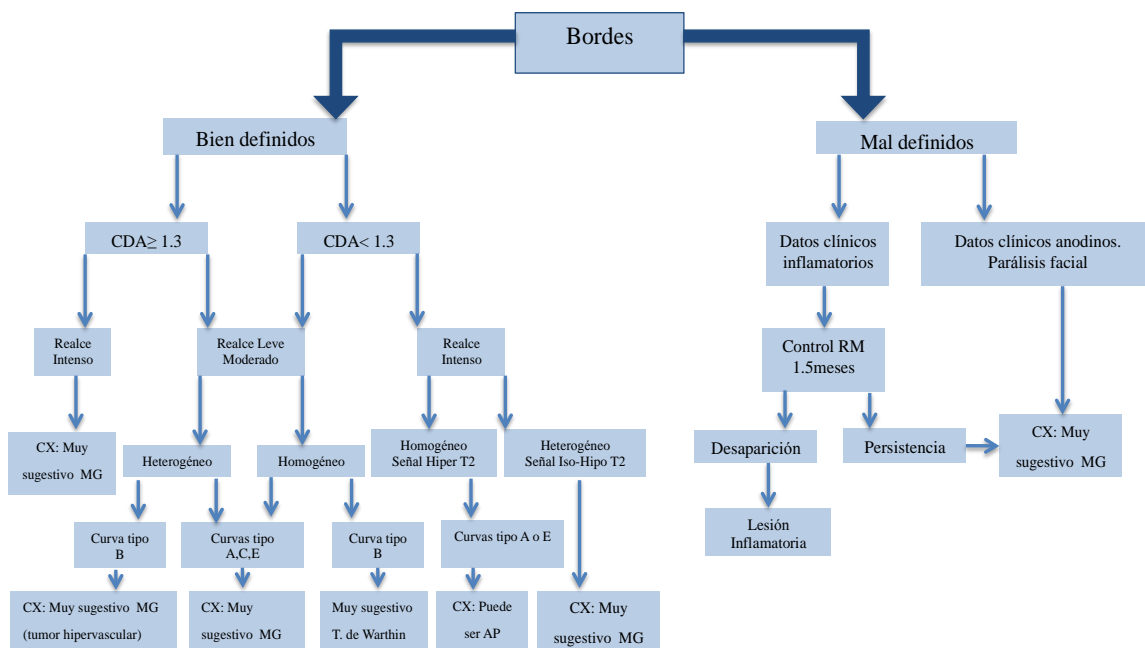 Bordes
Bien definidos
Mal definidos
CDA≥ 1.3
CDA< 1.3
Datos clínicos
inflamatorios
Datos clínicos anodinos.
Parálisis facial
Realce
Intenso
Realce Leve
Moderado
Realce
Intenso
Control RM
1.5meses
CX: Muy
sugestivo MG
Heterogéneo
Homogéneo
Homogéneo
Señal Hiper T2
Heterogéneo
Señal Iso-Hipo T2
Desaparición
Persistencia
CX: Muy
sugestivo MG
Curva tipo
B
Curvas tipo
A,C,E
Curva tipo
B
Curvas tipo A o E
Lesión
Inflamatoria
CX: Muy sugestivo MG
(tumor hipervascular)
CX: Muy
sugestivo MG
Muy sugestivo
T. de Warthin
CX: Puede
ser AP
CX: Muy
sugestivo MG